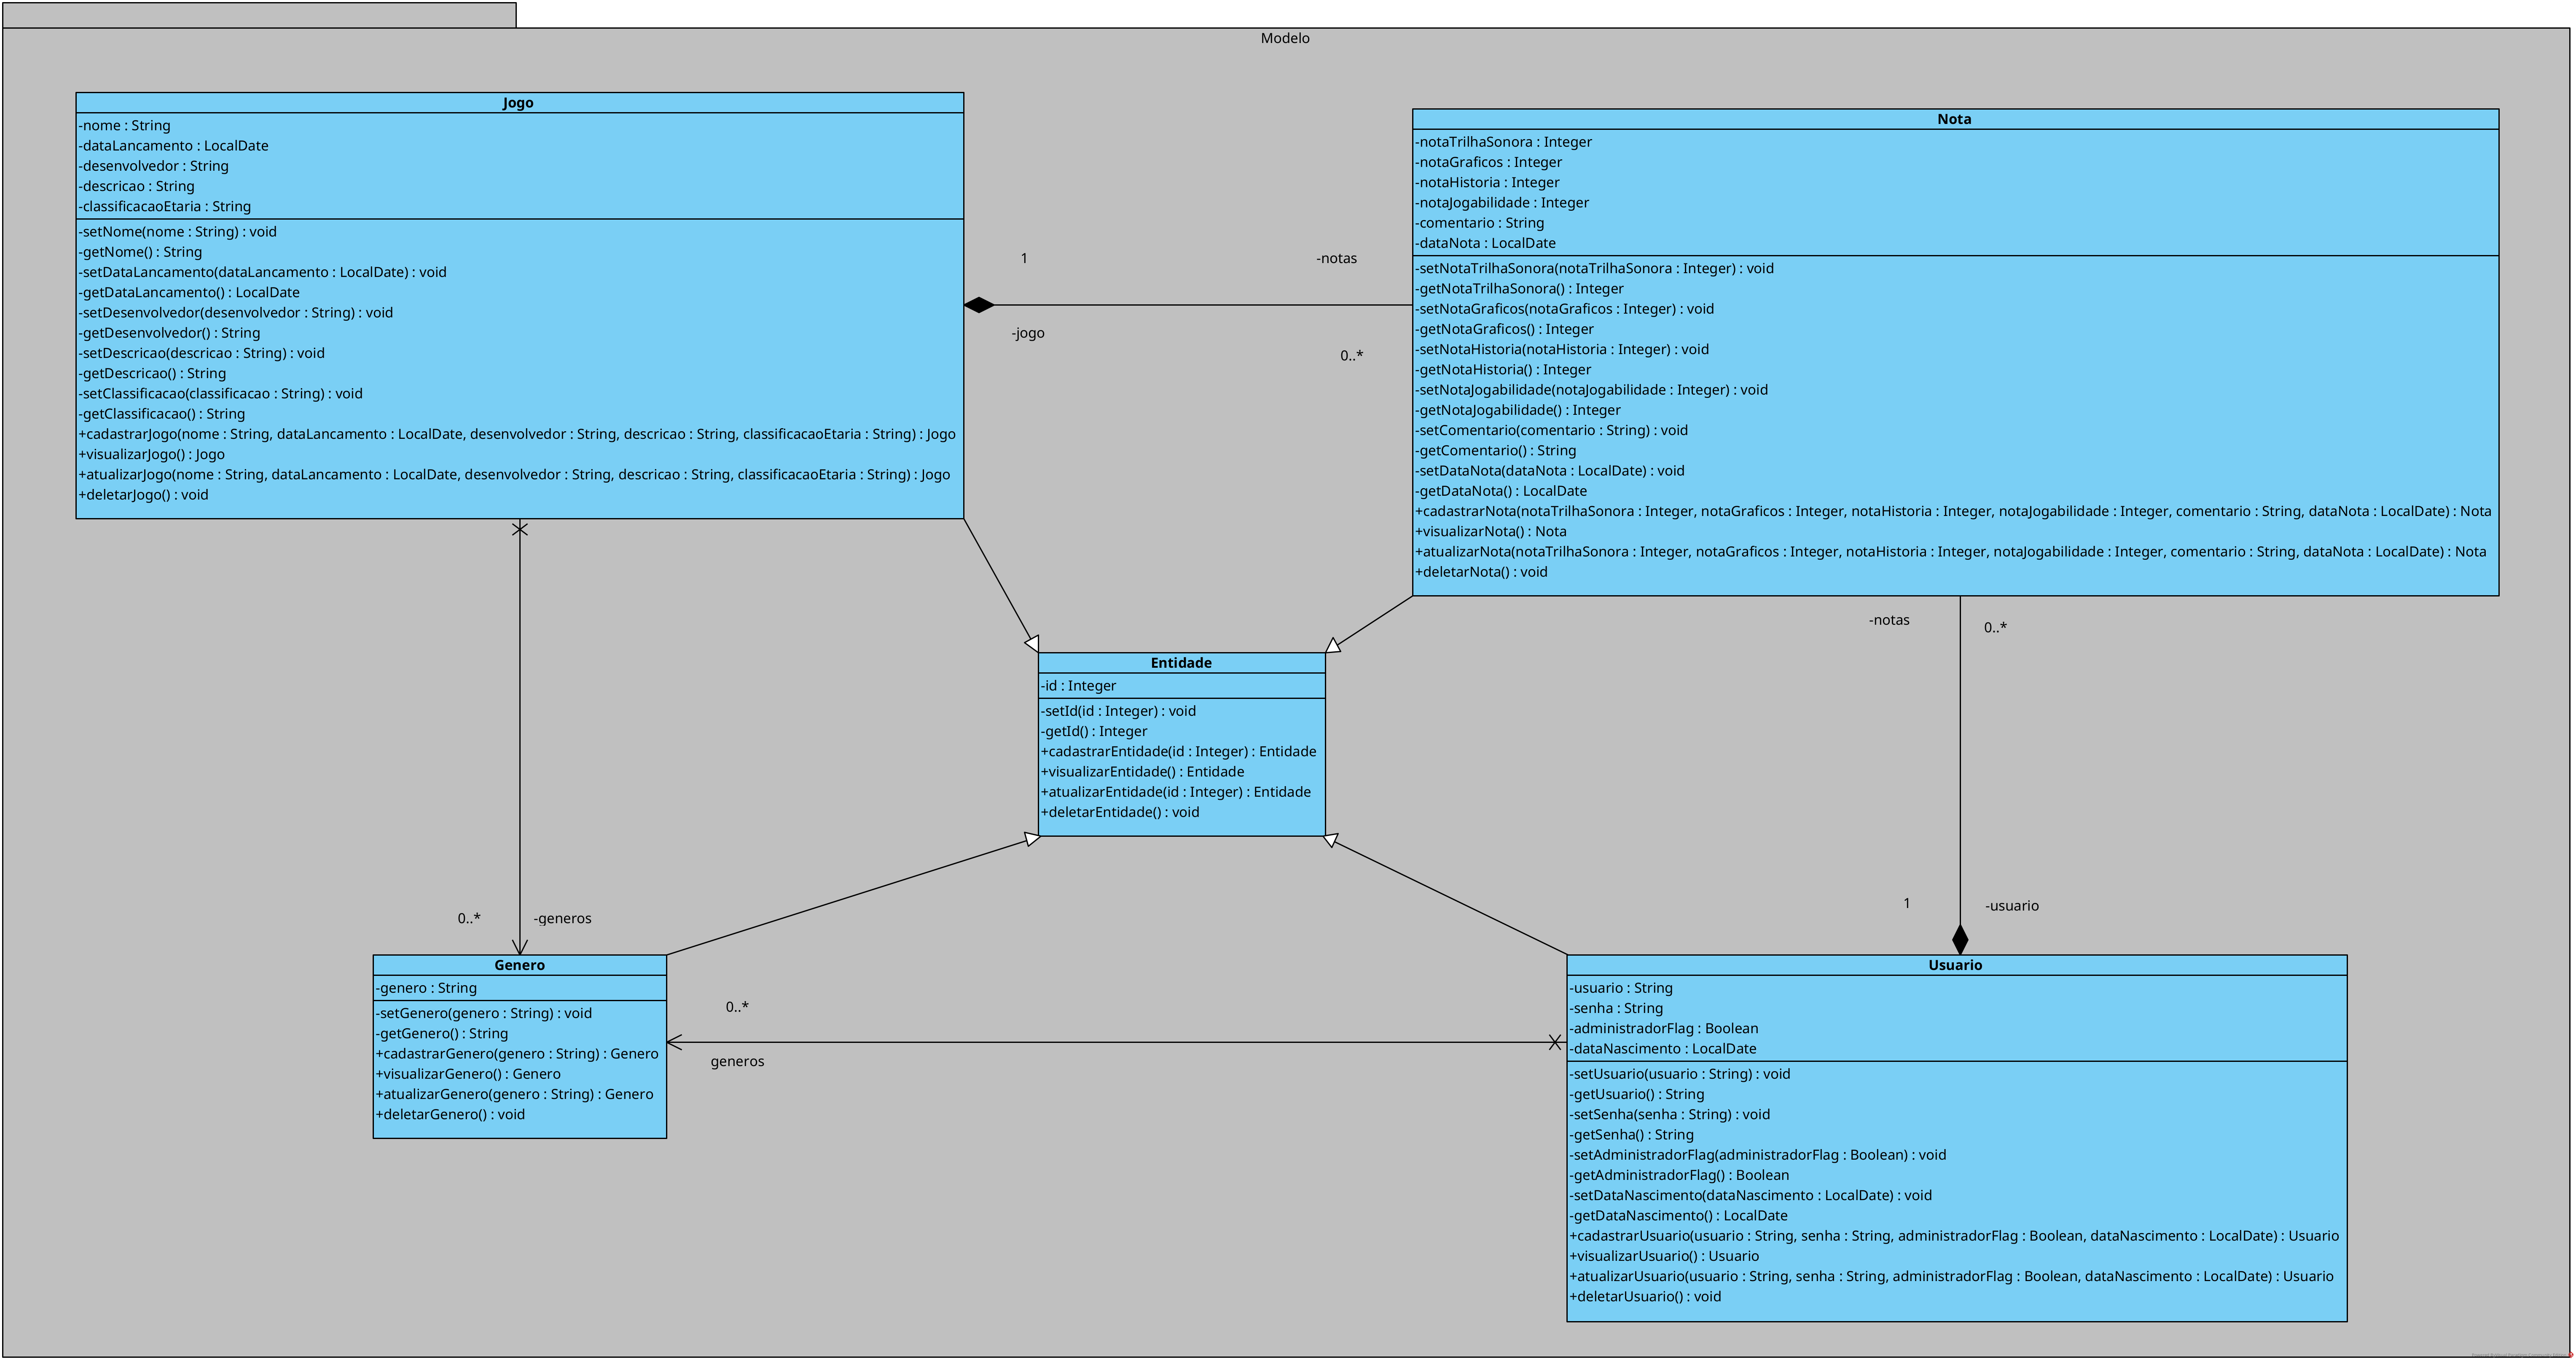 Modelo
Jogo
-nome : String
-dataLancamento : LocalDate
-desenvolvedor : String
-descricao : String
-classificacaoEtaria : String
-setNome(nome : String) : void
-getNome() : String
-setDataLancamento(dataLancamento : LocalDate) : void
-getDataLancamento() : LocalDate
-setDesenvolvedor(desenvolvedor : String) : void
-getDesenvolvedor() : String
-setDescricao(descricao : String) : void
-getDescricao() : String
-setClassificacao(classificacao : String) : void
-getClassificacao() : String
+cadastrarJogo(nome : String, dataLancamento : LocalDate, desenvolvedor : String, descricao : String, classificacaoEtaria : String) : Jogo
+visualizarJogo() : Jogo
+atualizarJogo(nome : String, dataLancamento : LocalDate, desenvolvedor : String, descricao : String, classificacaoEtaria : String) : Jogo
+deletarJogo() : void
1
-notas
-jogo
0..*
Nota
-notaTrilhaSonora : Integer
-notaGraficos : Integer
-notaHistoria : Integer
-notaJogabilidade : Integer
-comentario : String
-dataNota : LocalDate
-setNotaTrilhaSonora(notaTrilhaSonora : Integer) : void
-getNotaTrilhaSonora() : Integer
-setNotaGraficos(notaGraficos : Integer) : void
-getNotaGraficos() : Integer
-setNotaHistoria(notaHistoria : Integer) : void
-getNotaHistoria() : Integer
-setNotaJogabilidade(notaJogabilidade : Integer) : void
-getNotaJogabilidade() : Integer
-setComentario(comentario : String) : void
-getComentario() : String
-setDataNota(dataNota : LocalDate) : void
-getDataNota() : LocalDate
+cadastrarNota(notaTrilhaSonora : Integer, notaGraficos : Integer, notaHistoria : Integer, notaJogabilidade : Integer, comentario : String, dataNota : LocalDate) : Nota
+visualizarNota() : Nota
+atualizarNota(notaTrilhaSonora : Integer, notaGraficos : Integer, notaHistoria : Integer, notaJogabilidade : Integer, comentario : String, dataNota : LocalDate) : Nota
+deletarNota() : void
-notas
0..*
Entidade
-id : Integer
-setId(id : Integer) : void
-getId() : Integer
+cadastrarEntidade(id : Integer) : Entidade
+visualizarEntidade() : Entidade
+atualizarEntidade(id : Integer) : Entidade
+deletarEntidade() : void
0..*
-generos
1
-usuario
Genero
-genero : String
-setGenero(genero : String) : void
-getGenero() : String
+cadastrarGenero(genero : String) : Genero
+visualizarGenero() : Genero
+atualizarGenero(genero : String) : Genero
+deletarGenero() : void
0..*
generos
Usuario
-usuario : String
-senha : String
-administradorFlag : Boolean
-dataNascimento : LocalDate
-setUsuario(usuario : String) : void
-getUsuario() : String
-setSenha(senha : String) : void
-getSenha() : String
-setAdministradorFlag(administradorFlag : Boolean) : void
-getAdministradorFlag() : Boolean
-setDataNascimento(dataNascimento : LocalDate) : void
-getDataNascimento() : LocalDate
+cadastrarUsuario(usuario : String, senha : String, administradorFlag : Boolean, dataNascimento : LocalDate) : Usuario
+visualizarUsuario() : Usuario
+atualizarUsuario(usuario : String, senha : String, administradorFlag : Boolean, dataNascimento : LocalDate) : Usuario
+deletarUsuario() : void